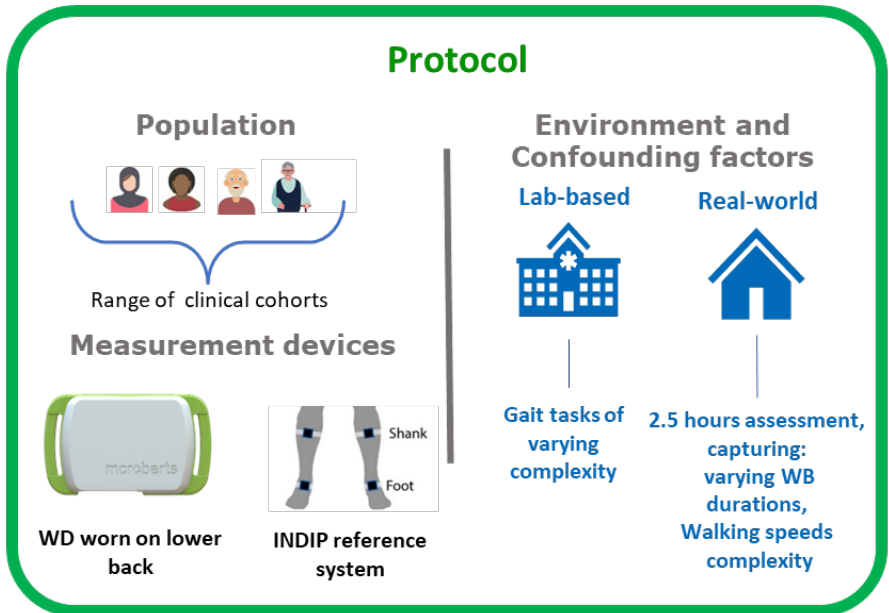 Protocol
Population
Range of clinical cohorts
Measurement devices
mcroberts
WD worn on lower
back
Shank
Foot
INDIP reference
system
Environment and
Confounding factors
Lab-based
Gait tasks of
varying
complexity
Real-world
2.5 hours assessment,
capturing:
varying WB
durations,
Walking speeds
complexity